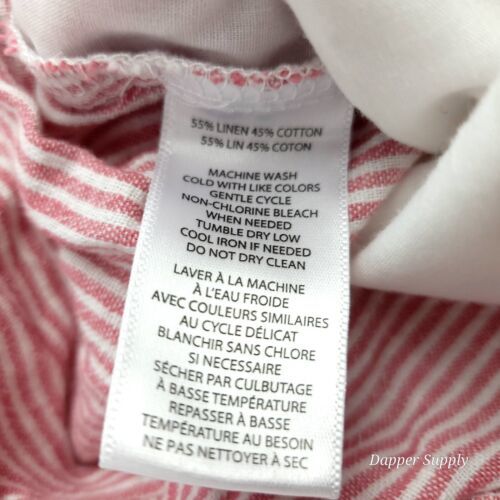 55% LINEN 45% COTTON
55% LIN 45% COTON
MACHINE WASH
COLD WITH LIKE COLORS
GENTLE CYCLE
NON-CHLORINE BLEACH
WHEN NEEDED
TUMBLE DRY LOW
COOL IRON IF NEEDED
DO NOT DRY CLEAN
LAVER À LA MACHINE
À L'EAU FROIDE
AVEC COULEURS SIMILAIRES
AU CYCLE DÉLICAT
BLANCHIR SANS CHLORE
SI NECESSAIRE
SÉCHER PAR CULBUTAGE
À BASSE TEMPÉRATURE
REPASSER À BASSE
TEMPÉRATURE AU BESOIN
NE PAS NETTOYER À SEC
Dapper Supply